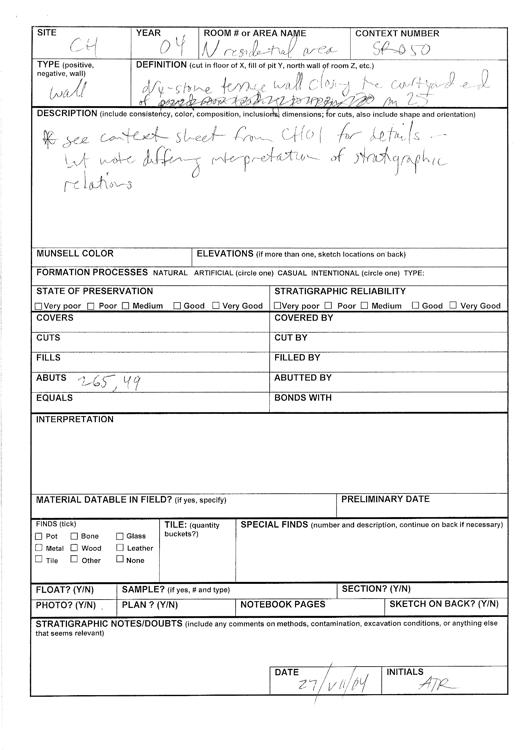 SITE YEAR ROOM # or AREA NAME CONTEXT NUMBER
CH 04 N residential area SR050
TYPE (positive, negative, wall) DEFINITION (cut in floor of X, fill of pit Y, north wall of room Z, etc.)
wall dry-stone terrace wall closing the courtyard end
of rm 25
DESCRIPTION (include consistency, color, composition, inclusions, dimensions; for cuts, also include shape and orientation)
* see context sheet from CH01 for details –
but note differing interpretation of stratigraphic
relations
MUNSELL COLOR ELEVATIONS (if more than one, sketch locations on back)
FORMATION PROCESSES NATURAL ARTIFICIAL (circle one) CASUAL INTENTIONAL (circle one) TYPE:
STATE OF PRESERVATION STRATIGRAPHIC RELIABILITY
Very poor Poor Medium Good Very Good Very poor Poor Medium Good Very Good
COVERS COVERED BY
CUTS CUT BY
FILLS FILLED BY
ABUTS 265, 49 ABUTTED BY
EQUALS BONDS WITH
INTERPRETATION
MATERIAL DATABLE IN FIELD? (if yes, specify) PRELIMINARY DATE
FINDS (tick) TILE: (quantity buckets?) SPECIAL FINDS (number and description, continue on back if necessary)
Pot Bone Glass
Metal Wood Leather
Tile Other None
FLOAT? (Y/N) SAMPLE? (if yes, # and type) SECTION? (Y/N)
PHOTO? (Y/N) PLAN ? (Y/N) NOTEBOOK PAGES SKETCH ON BACK? (Y/N)
STRATIGRAPHIC NOTES/DOUBTS (include any comments on methods, contamination, excavation conditions, or anything else
that seems relevant)
DATE INITIALS
27/VII/04 ATR